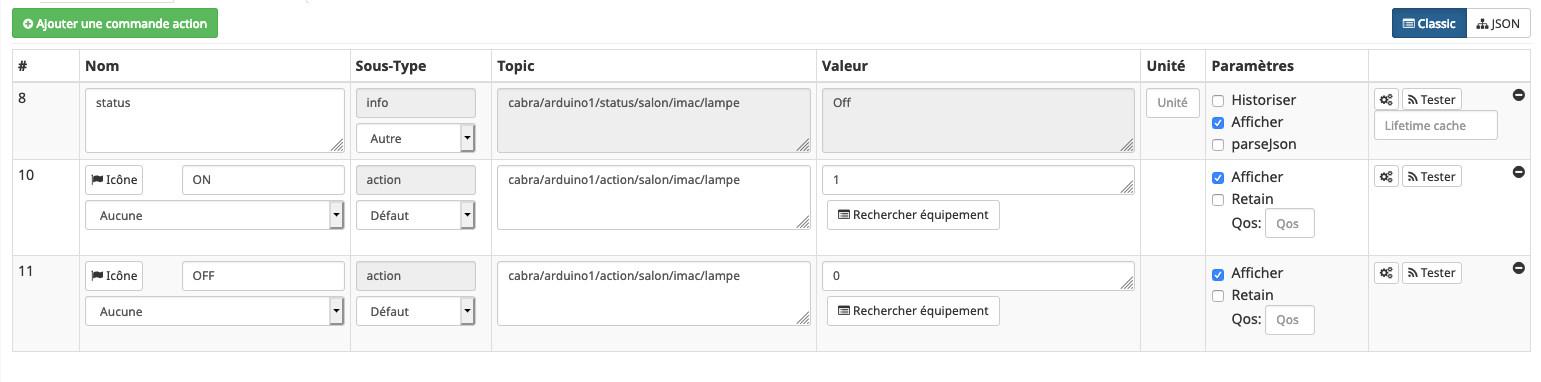 Ajouter une commande action
Classic JSON
# Nom Sous-Type Topic Valeur Unité Paramètres
8 status info cabra/arduino1/status/salon/imac/lampe Off Unité Historiser Tester
Autre Afficher Lifetime cache
parseJson
10 Icône ON action cabra/arduino1/action/salon/imac/lampe 1 Afficher Tester
Aucune Défaut Rechercher équipement Retain
Qos: Qos
11 Icône OFF action cabra/arduino1/action/salon/imac/lampe 0 Afficher Tester
Aucune Défaut Rechercher équipement Retain
Qos: Qos